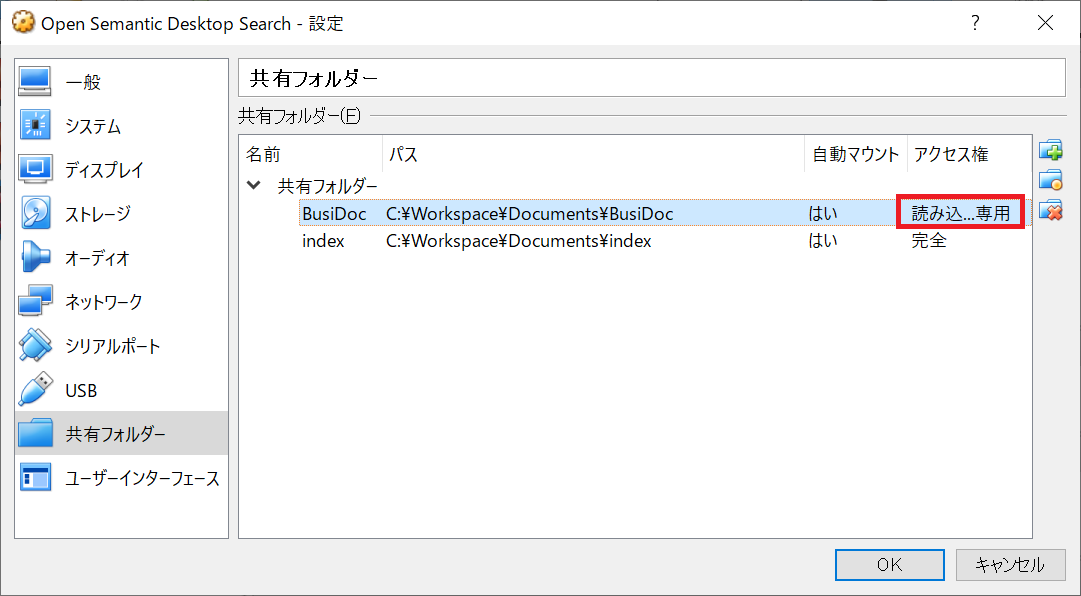 Open Semantic Desktop Search - 設定
?
一般
システム
ディスプレイ
ストレージ
オーディオ
ネットワーク
シリアルポート
USB
共有フォルダー
ユーザーインターフェース
共有フォルダー
共有フォルダー(F)
名前 パス 自動マウント アクセス権
共有フォルダー
BusiDoc C:¥Workspace¥Documents¥BusiDoc はい 読み込...専用
index C:¥Workspace¥Documents¥index はい 完全
OK キャンセル